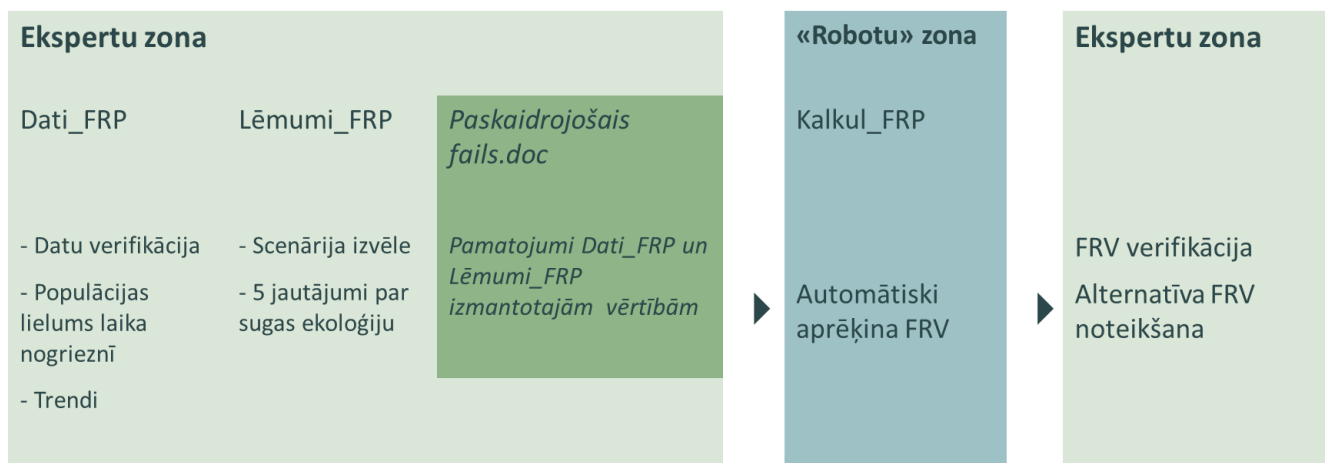 Ekspertu zona
Dati_FRP
- Datu verifikācija
- Populācijas
lielums laika
nogrieznī
- Trendi
Lēmumi_FRP
- Scenārija izvēle
- 5 jautājumi par
sugas ekoloģiju
Paskaidrojošais
fails.doc
Pamatojumi Dati_FRP un
Lēmumi_FRP
izmantotajām vērtībām
«Robotu» zona
Kalkul_FRP
Automātiski
aprēķina FRV
Ekspertu zona
FRV verifikācija
Alternatīva FRV
noteikšana